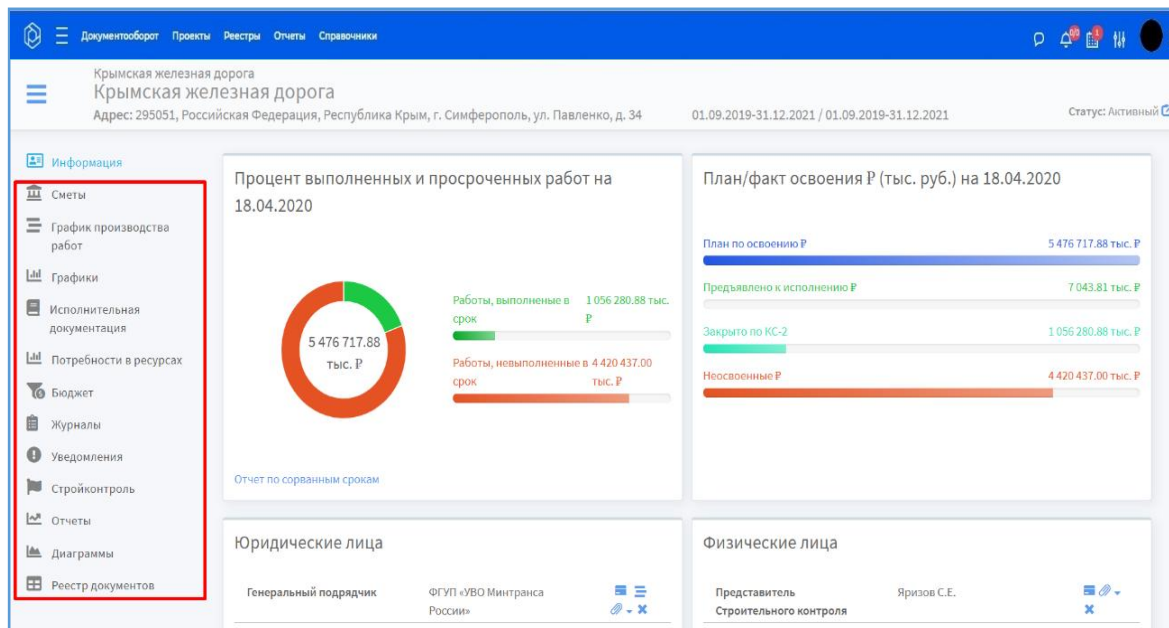 Документооборот Проекты Реестры Отчеты Справочники
0/0
1
Крымская железная дорога
Крымская железная дорога
Адрес: 295051, Российская Федерация, Республика Крым, г. Симферополь, ул. Павленко, д. 34
01.09.2019-31.12.2021 / 01.09.2019-31.12.2021
Статус: Активный
Информация
Сметы
График производства
работ
Графики
Исполнительная
документация
Потребности в ресурсах
Бюджет
Журналы
Уведомления
Стройконтроль
Отчеты
Диаграммы
Реестр документов
Процент выполненных и просроченных работ на
18.04.2020
5 476 717.88
тыс. ₽
Работы, выполненые в 1 056 280.88 тыс.
срок ₽
Работы, невыполненные в 4 420 437.00
срок тыс. ₽
Отчет по сорванным срокам
План/факт освоения ₽ (тыс. руб.) на 18.04.2020
План по освоению ₽ 5 476 717.88 тыс. ₽
Предъявлено к исполнению ₽ 7 043.81 тыс. ₽
Закрыто по КС-2 1 056 280.88 тыс. ₽
Неосвоенные ₽ 4 420 437.00 тыс. ₽
Юридические лица
Генеральный подрядчик ФГУП «УВО Минтранса
России»
Физические лица
Представитель Яризов С.Е.
Строительного контроля